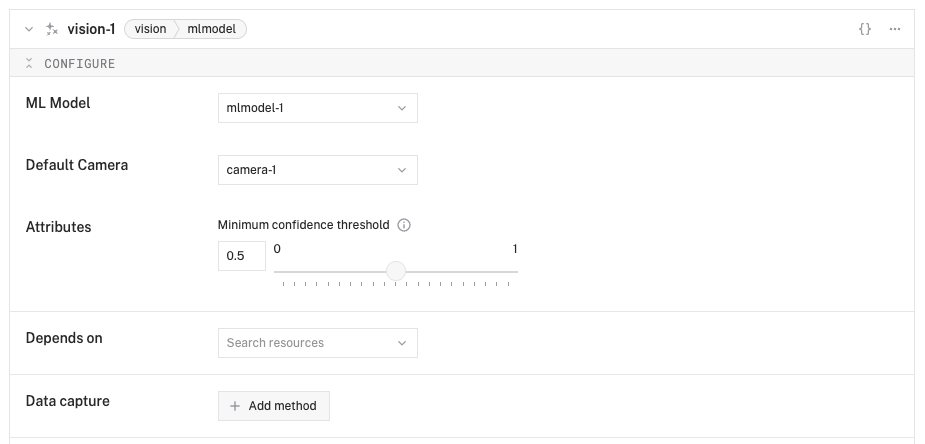 vision-1 vision mlmodel {} ...
CONFIGURE
ML Model mlmodel-1
Default Camera camera-1
Attributes Minimum confidence threshold
0.5 0 1
Depends on Search resources
Data capture + Add method